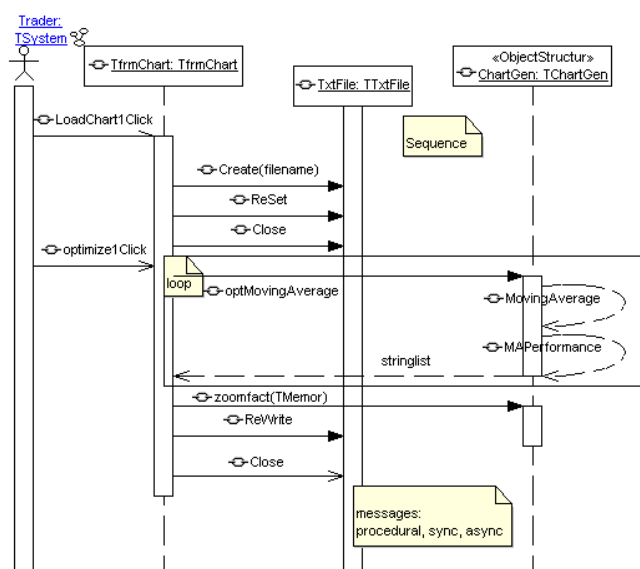 Trader:
TSystem
TfrmChart: TfrmChart
TxtFile: TTxtFile
«ObjectStructur»
ChartGen: TChartGen
LoadChart1Click
Sequence
Create(filename)
ReSet
Close
optimize1Click
loop
optMovingAverage
MovingAverage
MAPerformance
stringlist
zoomfact(TMemor)
ReWrite
Close
messages:
procedural, sync, async